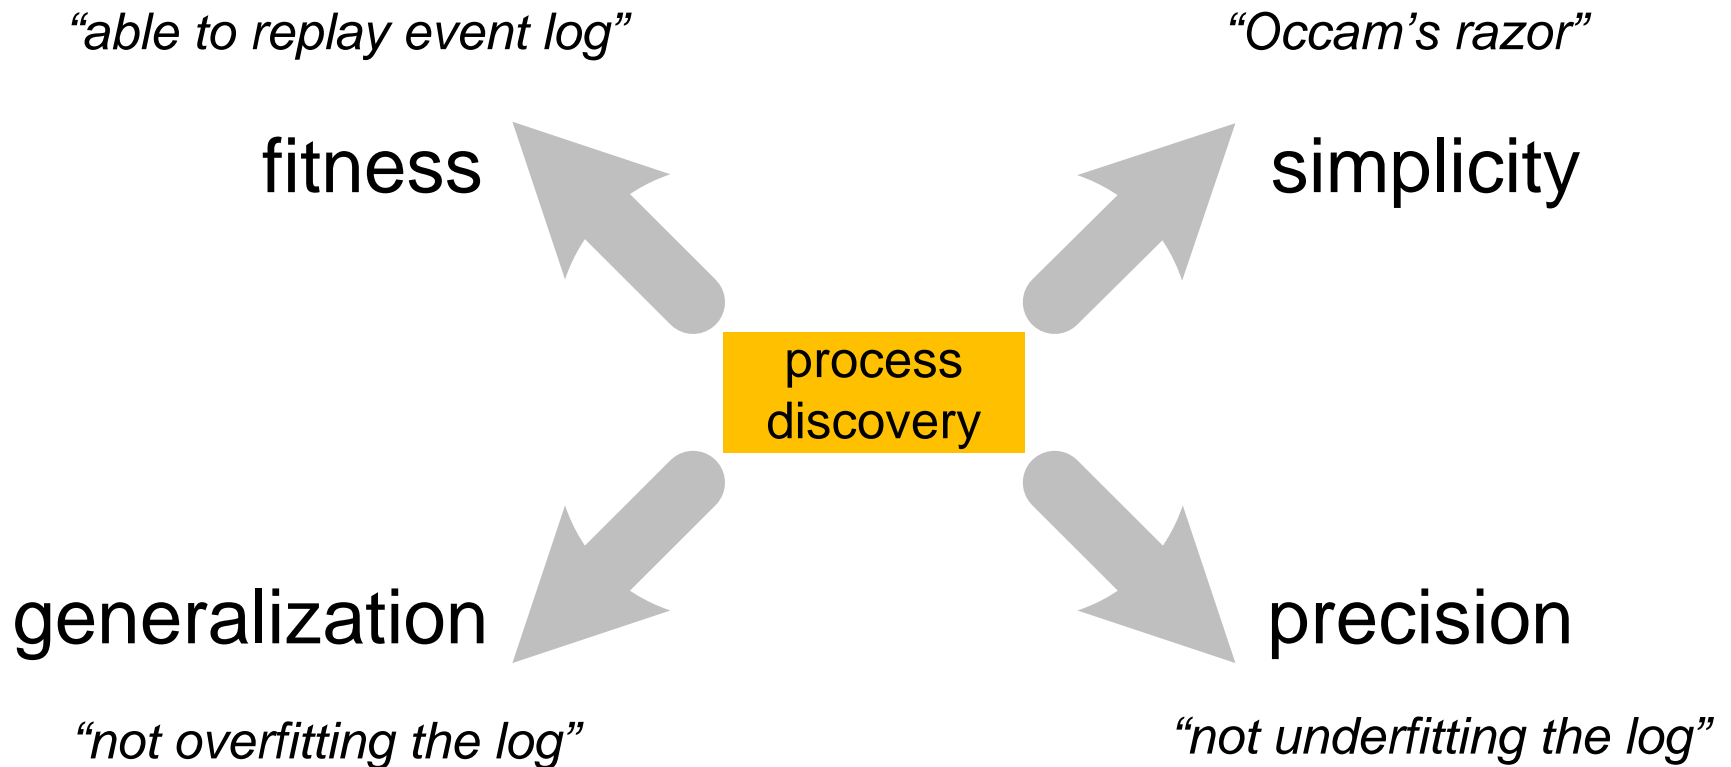 “able to replay event log”
“Occam’s razor”
fitness
simplicity
process
discovery
generalization
precision
“not overfitting the log”
“not underfitting the log”